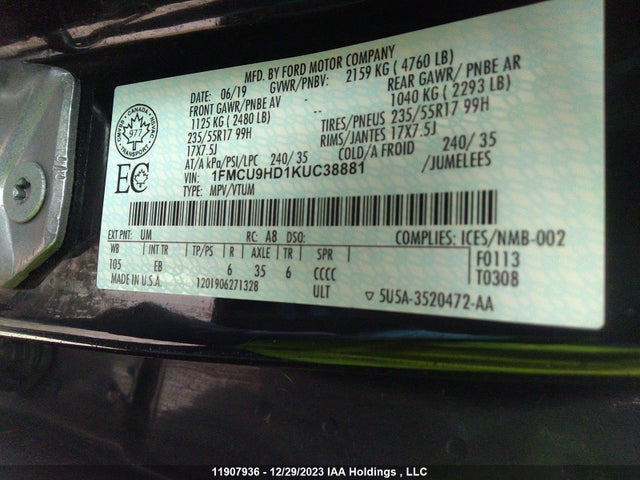 MFD. BY FORD MOTOR COMPANY
DATE: 06/19 GVWR/PNBV: 2159 KG ( 4760 LB)
FRONT GAWR/PNBE AV -- REAR GAWR/ PNBE AR
1125 KG ( 2480 LB) 1040 KG ( 2293 LB)
235/55R17 99H TIRES/PNEUS 235/55R17 99H
17X7.5J RIMS/JANTES 17X7.5J
AT/A kPa/PSI/LPC 240/ 35 COLD/A FROID 240/ 35
VIN: 1FMCU9HD1KUC38881 /JUMELEES
TYPE: MPV/VTUM
CANADA
TRANSPORT
977
EC
EXT PNT: UM RC: A8 DSO: COMPLIES: ICES/NMB-002
WB INT TR TP/PS R AXLE TR SPR F0113
105 EB 6 35 6 CCCC T0308
MADE IN U.S.A. 1201906271328 ULT 5U5A-3520472-AA
11907936 - 12/29/2023 IAA Holdings , LLC